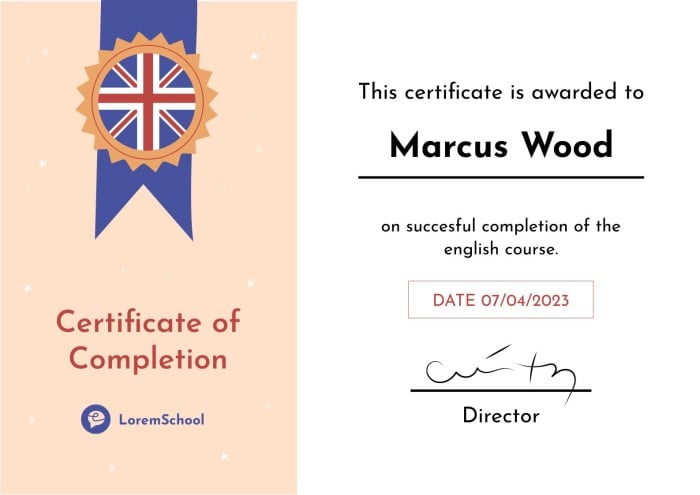 Certificate of
Completion
LoremSchool
This certificate is awarded to
Marcus Wood
on succesful completion of the
english course.
DATE 07/04/2023
Director